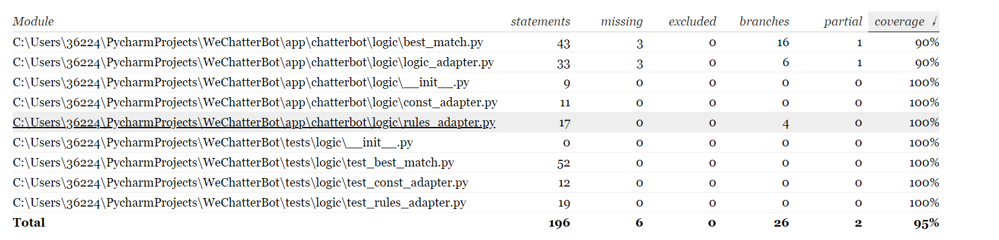 Module statements missing excluded branches partial coverage ↓
C:\Users\36224\PycharmProjects\WeChatterBot\app\chatterbot\logic\best_match.py 43 3 0 16 1 90%
C:\Users\36224\PycharmProjects\WeChatterBot\app\chatterbot\logic\logic_adapter.py 33 3 0 6 1 90%
C:\Users\36224\PycharmProjects\WeChatterBot\app\chatterbot\logic\__init__.py 9 0 0 0 0 100%
C:\Users\36224\PycharmProjects\WeChatterBot\app\chatterbot\logic\const_adapter.py 11 0 0 0 0 100%
C:\Users\36224\PycharmProjects\WeChatterBot\app\chatterbot\logic\rules_adapter.py 17 0 0 4 0 100%
C:\Users\36224\PycharmProjects\WeChatterBot\tests\logic\__init__.py 0 0 0 0 0 100%
C:\Users\36224\PycharmProjects\WeChatterBot\tests\logic\test_best_match.py 52 0 0 0 0 100%
C:\Users\36224\PycharmProjects\WeChatterBot\tests\logic\test_const_adapter.py 12 0 0 0 0 100%
C:\Users\36224\PycharmProjects\WeChatterBot\tests\logic\test_rules_adapter.py 19 0 0 0 0 100%
Total 196 6 0 26 2 95%